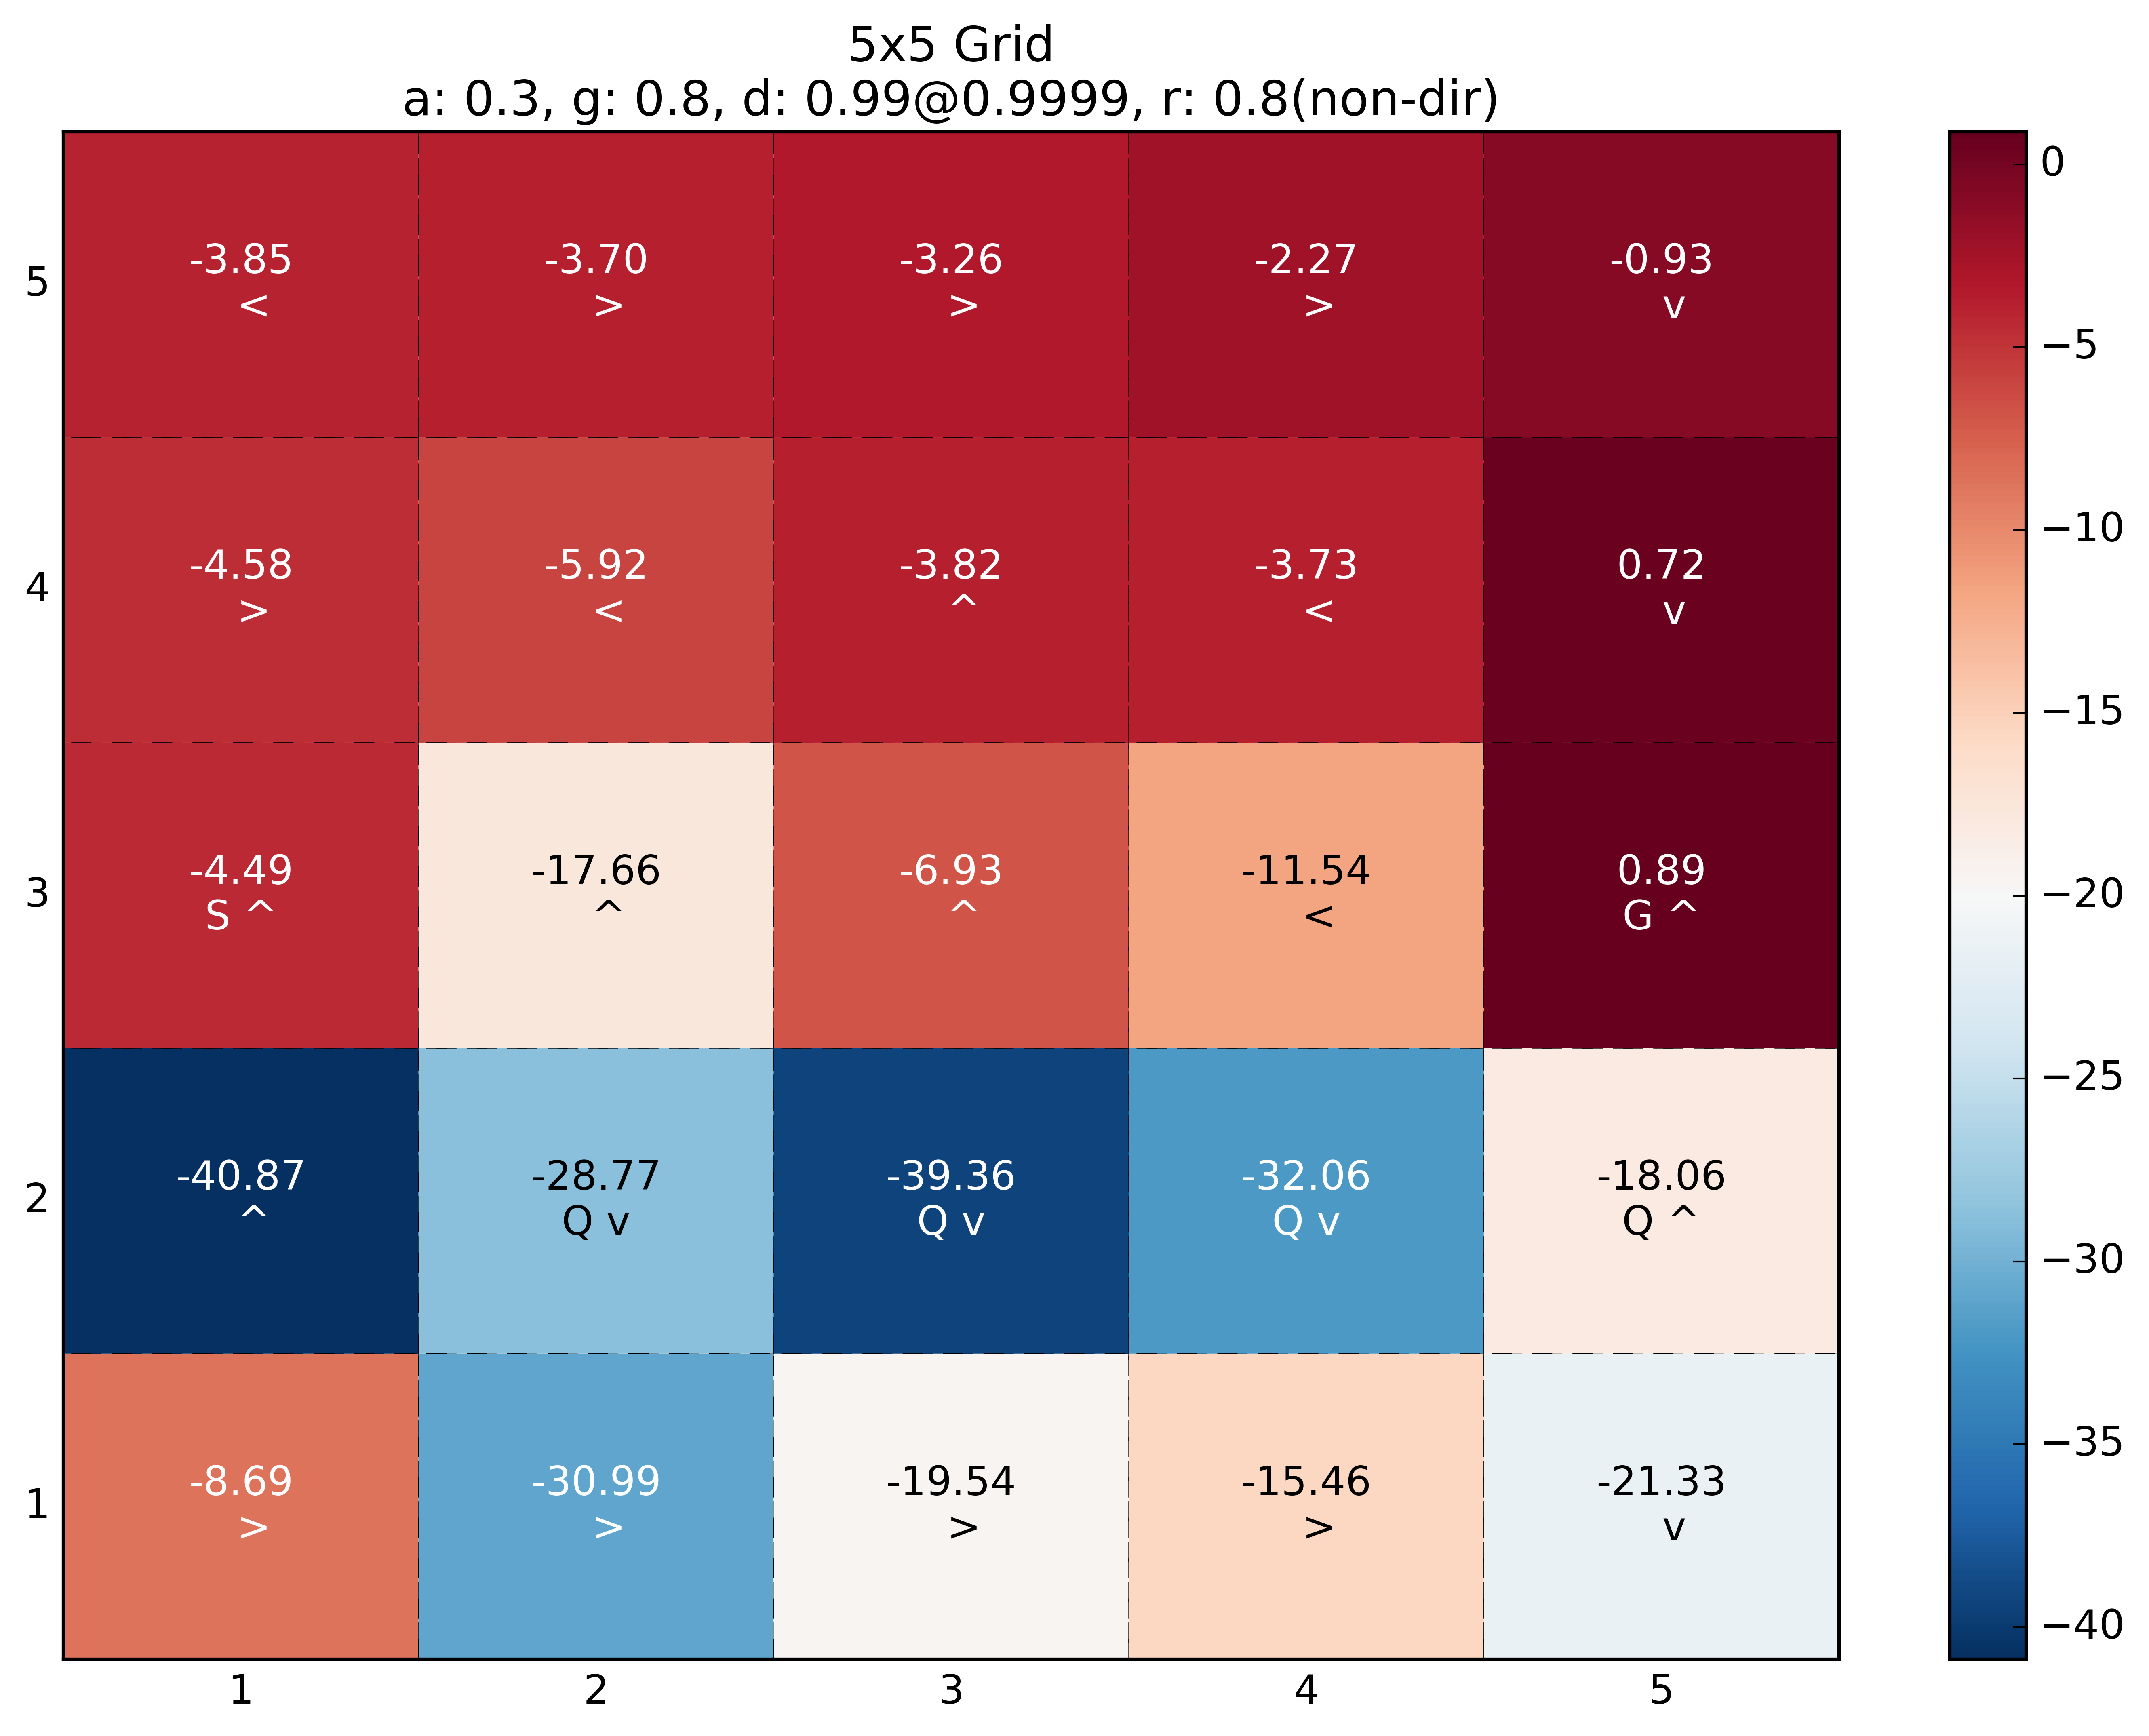 5x5 Grid
a: 0.3, g: 0.8, d: 0.99@0.9999, r: 0.8(non-dir)
5 -3.85 -3.70 -3.26 -2.27 -0.93
< > > > v
4 -4.58 -5.92 -3.82 -3.73 0.72
> < ^ < v
3 -4.49 -17.66 -6.93 -11.54 0.89
S ^ ^ ^ < G ^
2 -40.87 -28.77 -39.36 -32.06 -18.06
^ Q v Q v Q v Q ^
1 -8.69 -30.99 -19.54 -15.46 -21.33
> > > > v
1 2 3 4 5
0
−5
−10
−15
−20
−25
−30
−35
−40